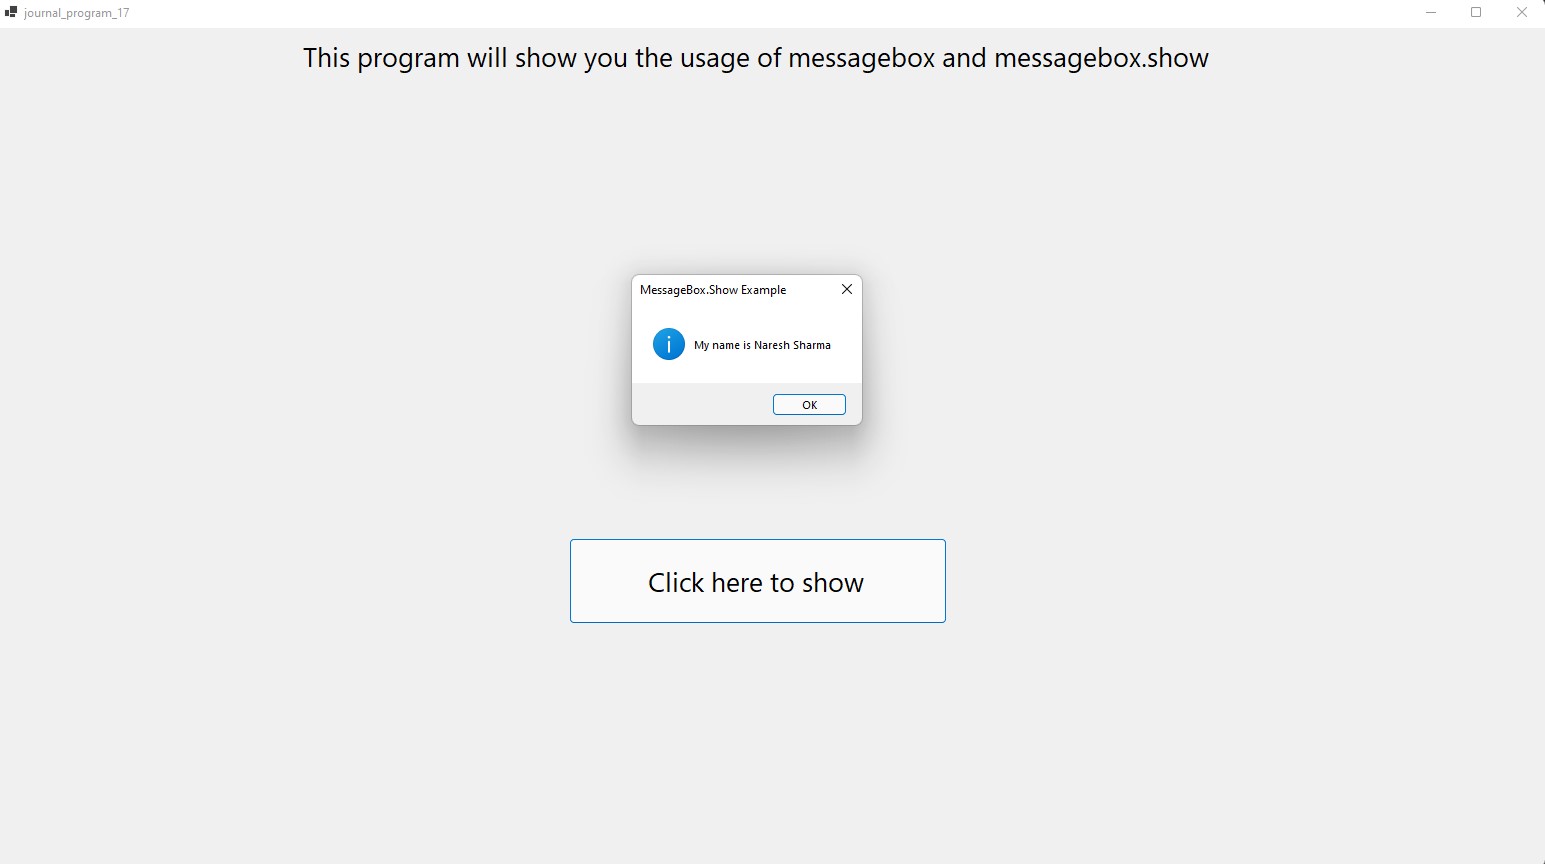 journal_program_17
This program will show you the usage of messagebox and messagebox.show
MessageBox.Show Example
My name is Naresh Sharma
OK
Click here to show